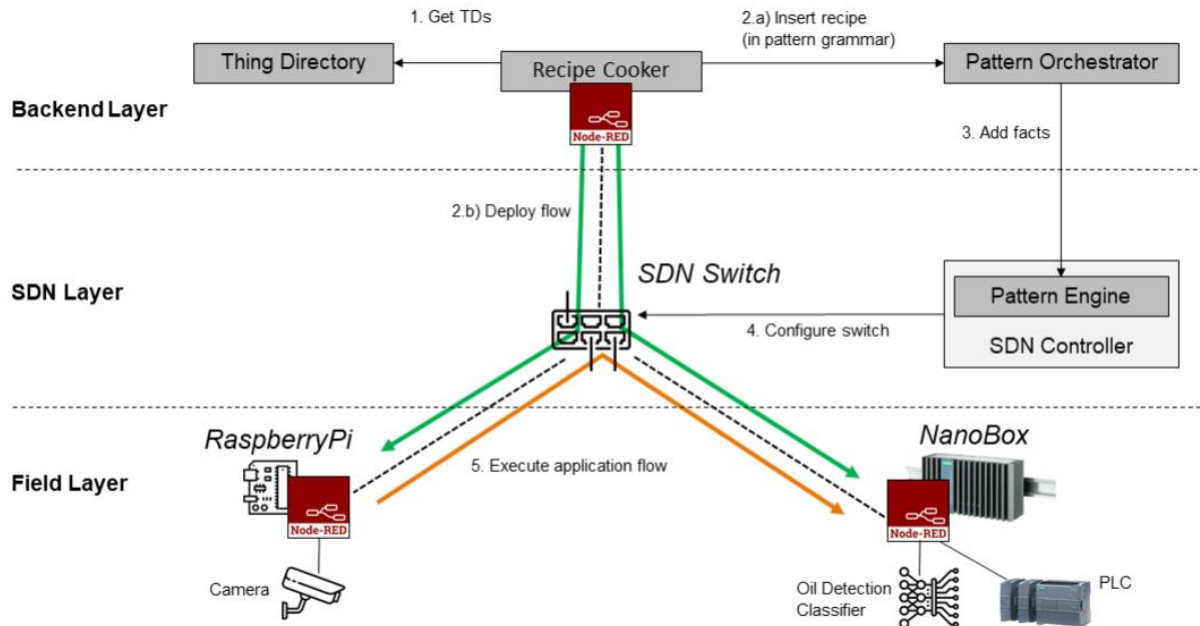 1. Get TDs
2.a) Insert recipe
(in pattern grammar)
Thing Directory
Recipe Cooker
Pattern Orchestrator
Backend Layer
Node-RED
3. Add facts
2.b) Deploy flow
SDN Switch
SDN Layer
Pattern Engine
4. Configure switch
SDN Controller
RaspberryPi
NanoBox
5. Execute application flow
Field Layer
Node-RED
Node-RED
Camera
Oil Detection
Classifier
PLC